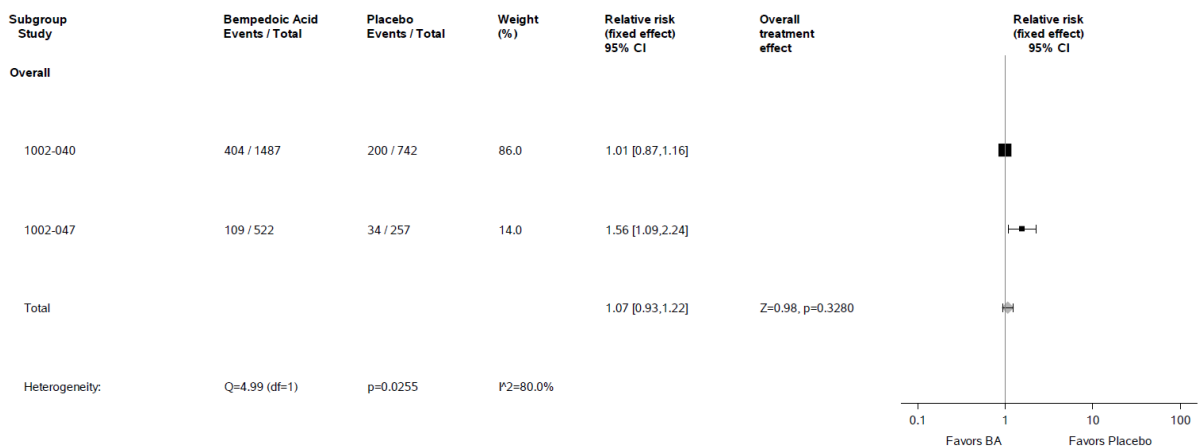 Subgroup Study
Bempedoic Acid Events / Total
Placebo Events / Total
Weight (%)
Relative risk (fixed effect) 95% CI
Overall treatment effect
Relative risk (fixed effect) 95% CI
Overall
1002-040 404 / 1487 200 / 742 86.0 1.01 [0.87,1.16]
1002-047 109 / 522 34 / 257 14.0 1.56 [1.09,2.24]
Total 1.07 [0.93,1.22] Z=0.98, p=0.3280
Heterogeneity: Q=4.99 (df=1) p=0.0255 I^2=80.0%
0.1 1 10 100
Favors BA Favors Placebo